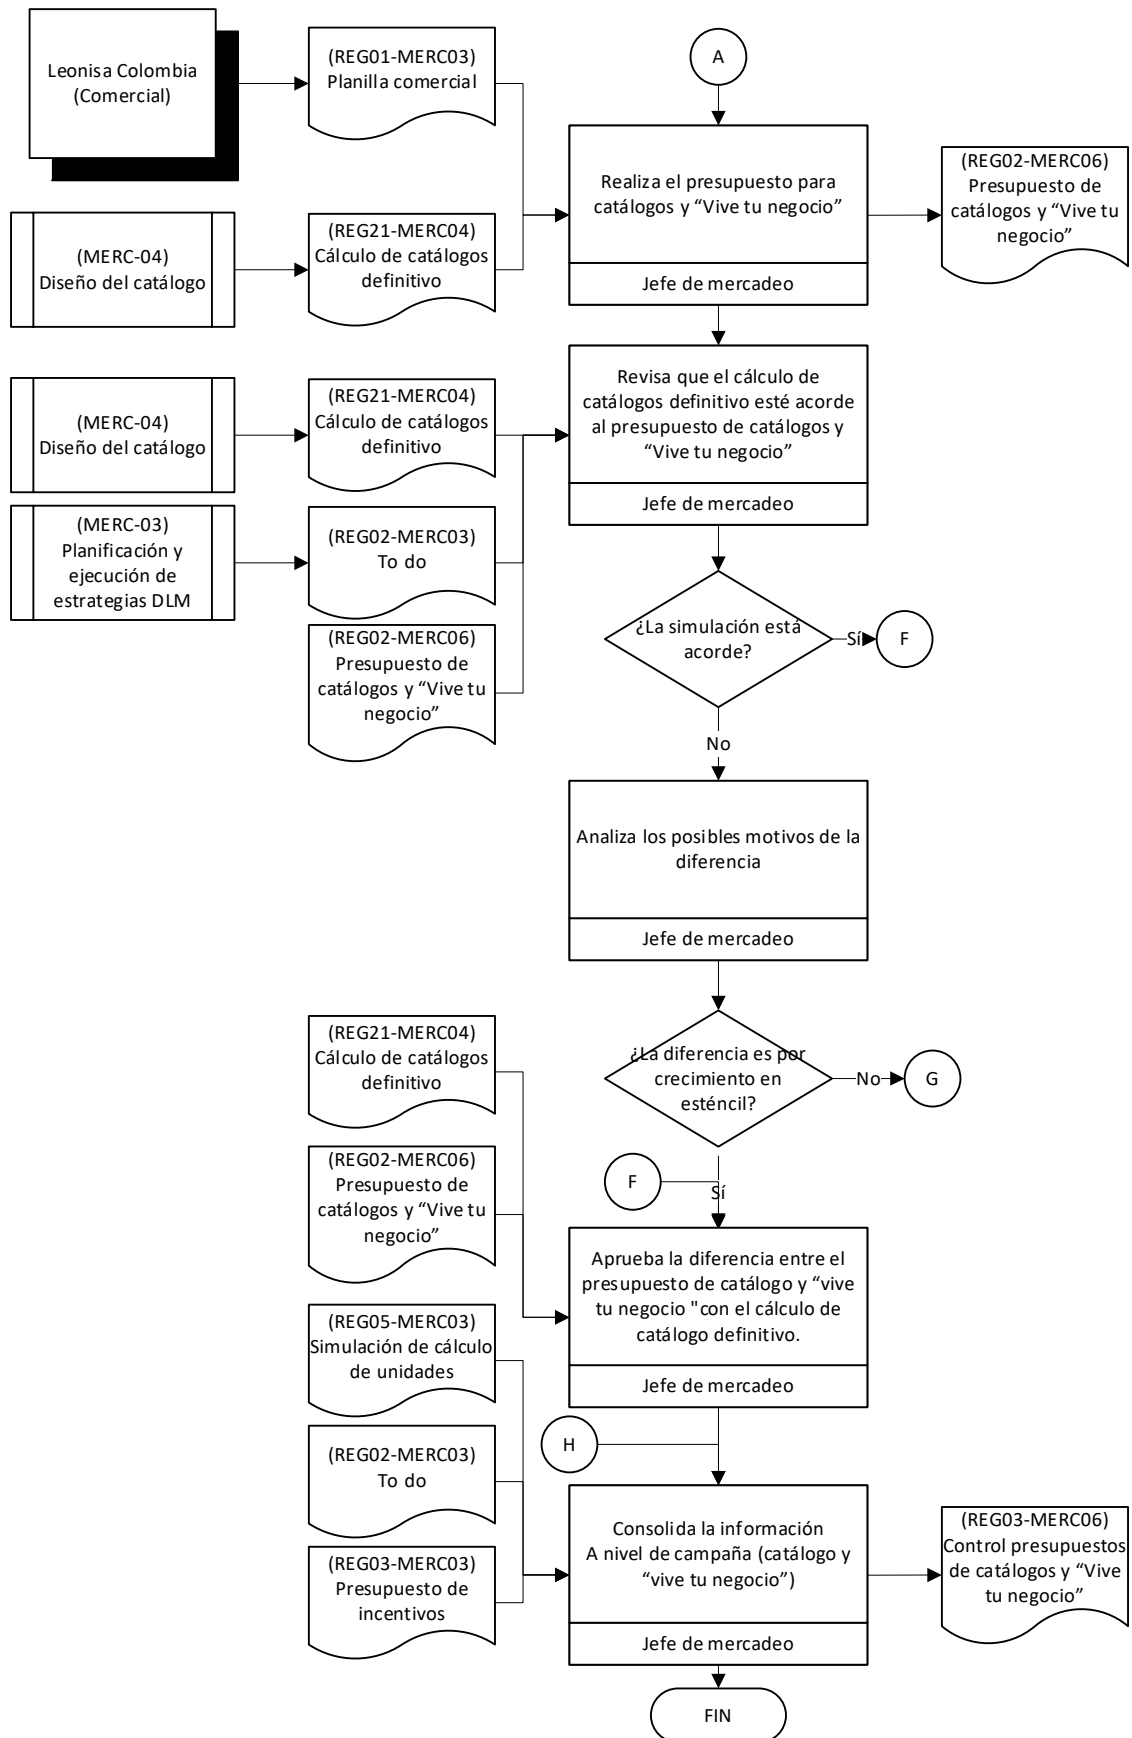 Leonisa Colombia
(Comercial)
(REG01-MERC03)
Planilla comercial
A
Realiza el presupuesto para
catálogos y “Vive tu negocio”
Jefe de mercadeo
(REG02-MERC06)
Presupuesto de
catálogos y “Vive tu
negocio”
(MERC-04)
Diseño del catálogo
(REG21-MERC04)
Cálculo de catálogos
definitivo
(MERC-04)
Diseño del catálogo
(REG21-MERC04)
Cálculo de catálogos
definitivo
Revisa que el cálculo de
catálogos definitivo esté acorde
al presupuesto de catálogos y
“Vive tu negocio”
Jefe de mercadeo
(MERC-03)
Planificación y
ejecución de
estrategias DLM
(REG02-MERC03)
To do
(REG02-MERC06)
Presupuesto de
catálogos y “Vive tu
negocio”
¿La simulación está
acorde?
Sí
F
No
Analiza los posibles motivos de la
diferencia
Jefe de mercadeo
¿La diferencia es por
crecimiento en
esténcil?
No
G
(REG21-MERC04)
Cálculo de catálogos
definitivo
(REG02-MERC06)
Presupuesto de
catálogos y “Vive tu
negocio”
F
Sí
Aprueba la diferencia entre el
presupuesto de catálogo y “vive
tu negocio "con el cálculo de
catálogo definitivo.
Jefe de mercadeo
(REG05-MERC03)
Simulación de cálculo
de unidades
H
(REG02-MERC03)
To do
(REG03-MERC03)
Presupuesto de
incentivos
Consolida la información
A nivel de campaña (catálogo y
“vive tu negocio”)
Jefe de mercadeo
(REG03-MERC06)
Control presupuestos
de catálogos y “Vive
tu negocio”
FIN